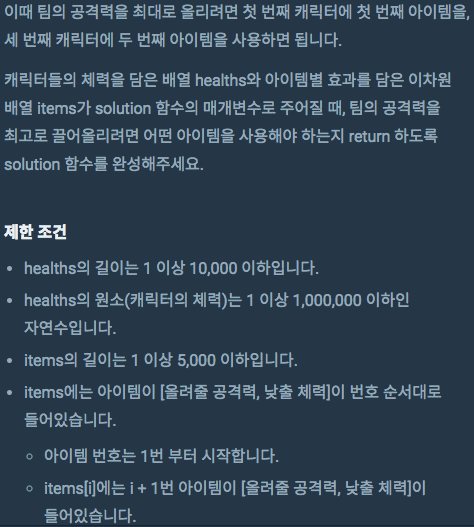 이때 팀의 공격력을 최대로 올리려면 첫 번째 캐릭터에 첫 번째 아이템을,
세 번째 캐릭터에 두 번째 아이템을 사용하면 됩니다.
캐릭터들의 체력을 담은 배열 healths와 아이템별 효과를 담은 이차원
배열 items가 solution 함수의 매개변수로 주어질 때, 팀의 공격력을
최고로 끌어올리려면 어떤 아이템을 사용해야 하는지 return 하도록
solution 함수를 완성해주세요.
제한 조건
• healths의 길이는 1 이상 10,000 이하입니다.
• healths의 원소(캐릭터의 체력)는 1 이상 1,000,000 이하인
자연수입니다.
• items의 길이는 1 이상 5,000 이하입니다.
• items에는 아이템이 [올려줄 공격력, 낮출 체력]이 번호 순서대로
들어있습니다.
◦ 아이템 번호는 1번 부터 시작합니다.
◦ items[i]에는 i + 1번 아이템이 [올려줄 공격력, 낮출 체력]이
들어있습니다.